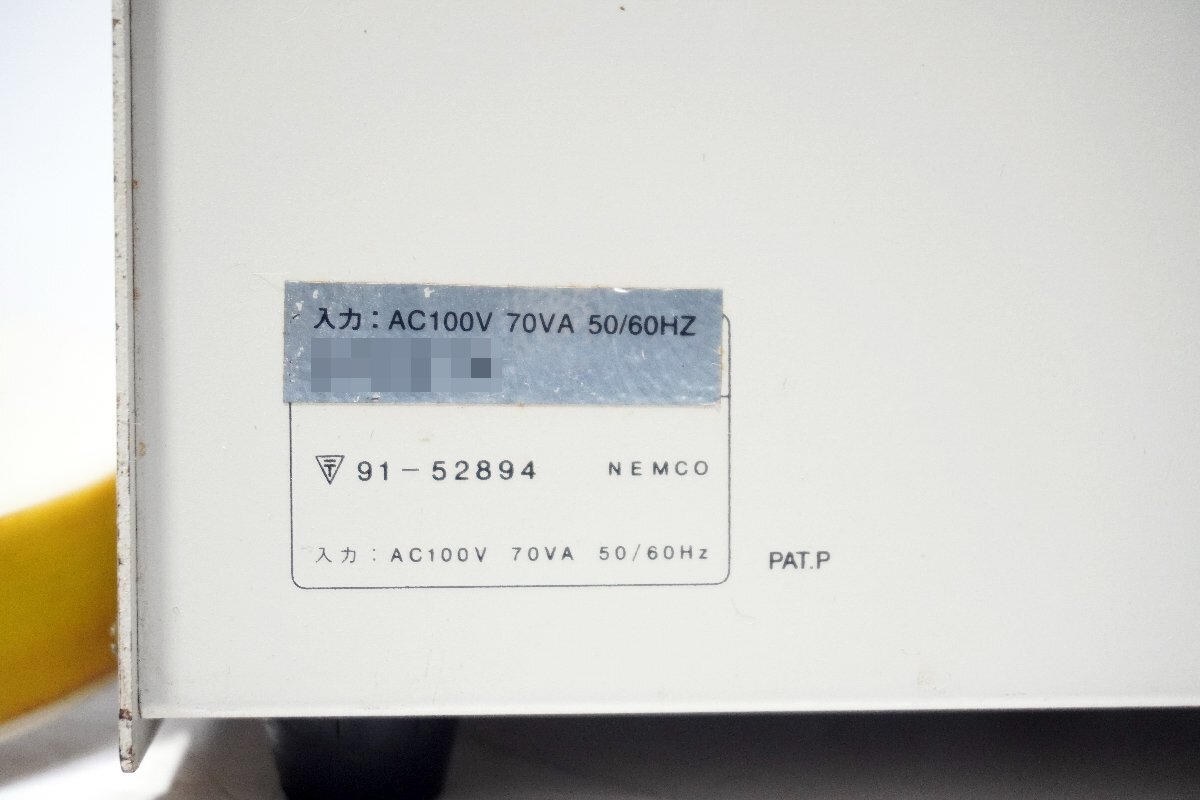 入力：AC100V 70VA 50/60HZ
〒 91-52894 NEMCO
入力：AC100V 70VA 50/60Hz
PAT.P